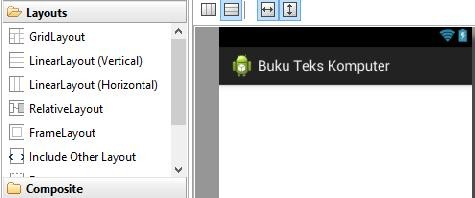 Layouts
GridLayout
LinearLayout (Vertical)
LinearLayout (Horizontal)
RelativeLayout
FrameLayout
Include Other Layout
Composite
Buku Teks Komputer